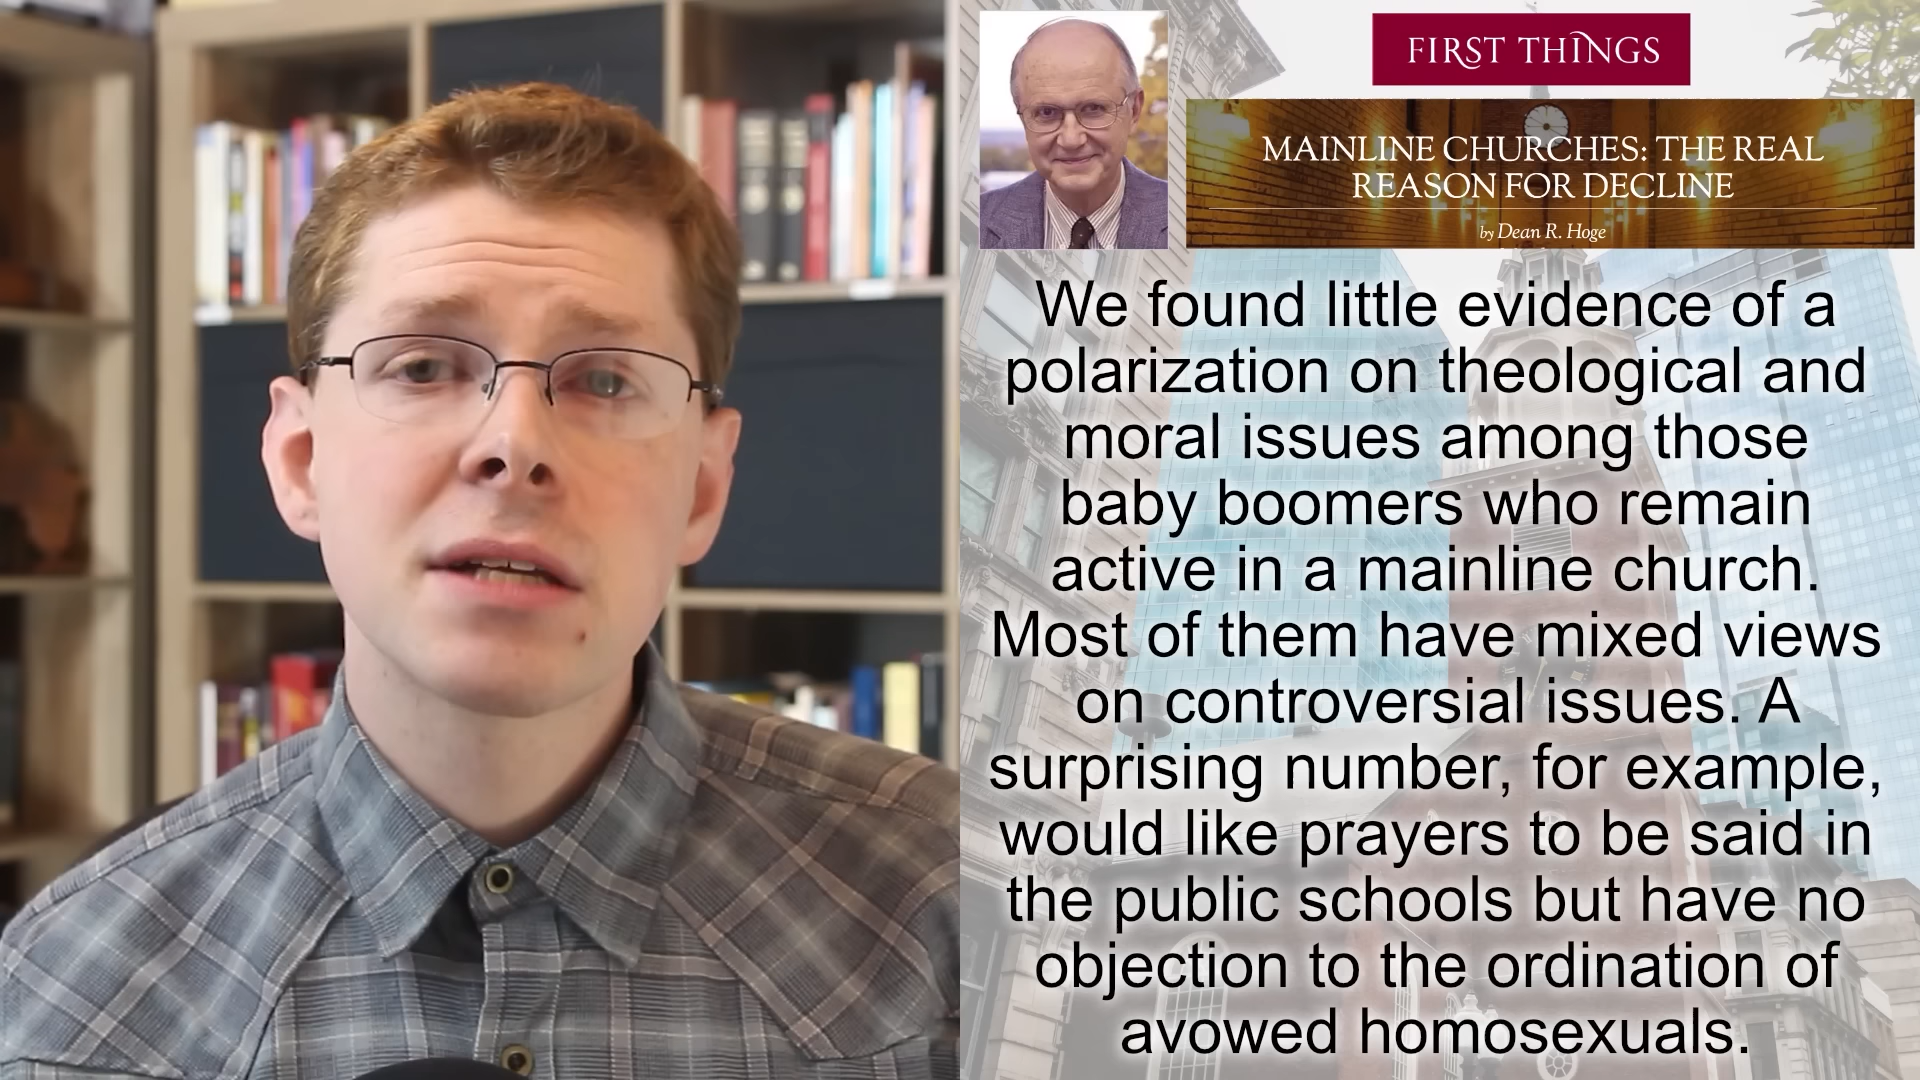 FIRST THINGS
MAINLINE CHURCHES: THE REAL
REASON FOR DECLINE
by Dean R. Hoge
We found little evidence of a
polarization on theological and
moral issues among those
baby boomers who remain
active in a mainline church.
Most of them have mixed views
on controversial issues. A
surprising number, for example,
would like prayers to be said in
the public schools but have no
objection to the ordination of
avowed homosexuals.